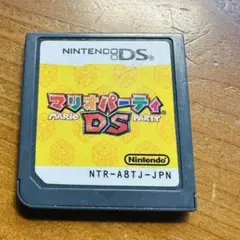 NINTENDO DS
マリオパーティ
MARIO DS PARTY
Nintendo
NTR-A8TJ-JPN